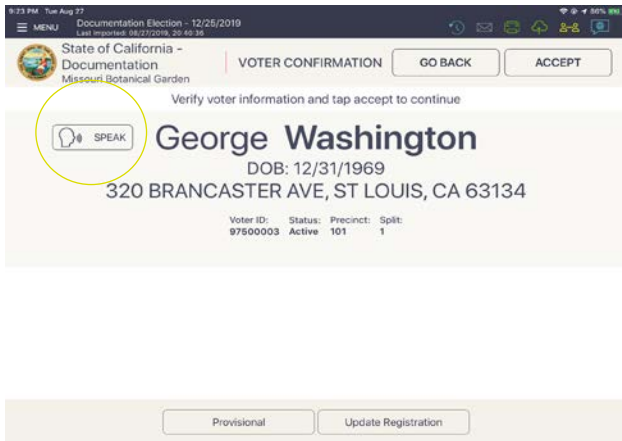 9:23 PM Tue Aug 27
56%
MENU
Documentation Election - 12/25/2019
Last Imported: 08/27/2019, 20:40:36
State of California -
Documentation
Missouri Botanical Garden
VOTER CONFIRMATION
GO BACK
ACCEPT
Verify voter information and tap accept to continue
SPEAK
George Washington
DOB: 12/31/1969
320 BRANCASTER AVE, ST LOUIS, CA 63134
Voter ID: Status: Precinct: Split:
97500003 Active 101 1
Provisional
Update Registration